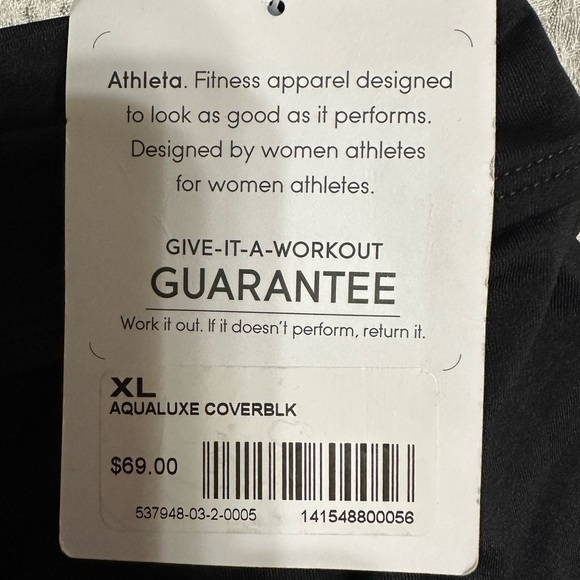 Athleta. Fitness apparel designed
to look as good as it performs.
Designed by women athletes
for women athletes.
GIVE-IT-A-WORKOUT
GUARANTEE
Work it out. If it doesn't perform, return it.
XL
AQUALUXE COVERBLK
$69.00
537948-03-2-0005 141548800056